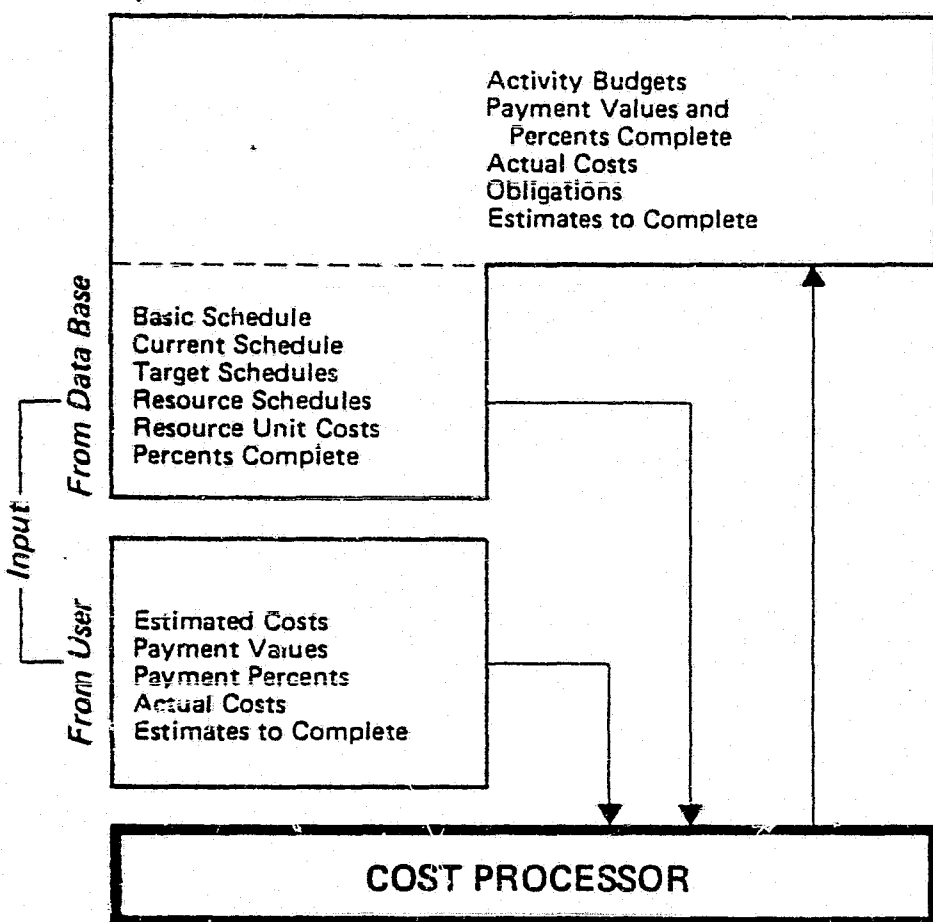 Activity Budgets
Payment Values and
Percents Complete
Actual Costs
Obligations
Estimates to Complete
From Data Base
Basic Schedule
Current Schedule
Target Schedules
Resource Schedules
Resource Unit Costs
Percents Complete
Input
From User
Estimated Costs
Payment Values
Payment Percents
Actual Costs
Estimates to Complete
COST PROCESSOR